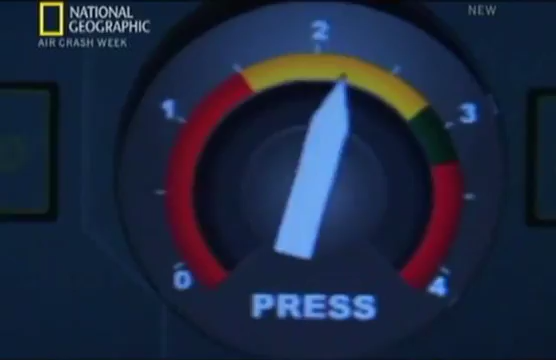 NATIONAL
GEOGRAPHIC
AIR CRASH WEEK
NEW
2
1
3
0
4
PRESS